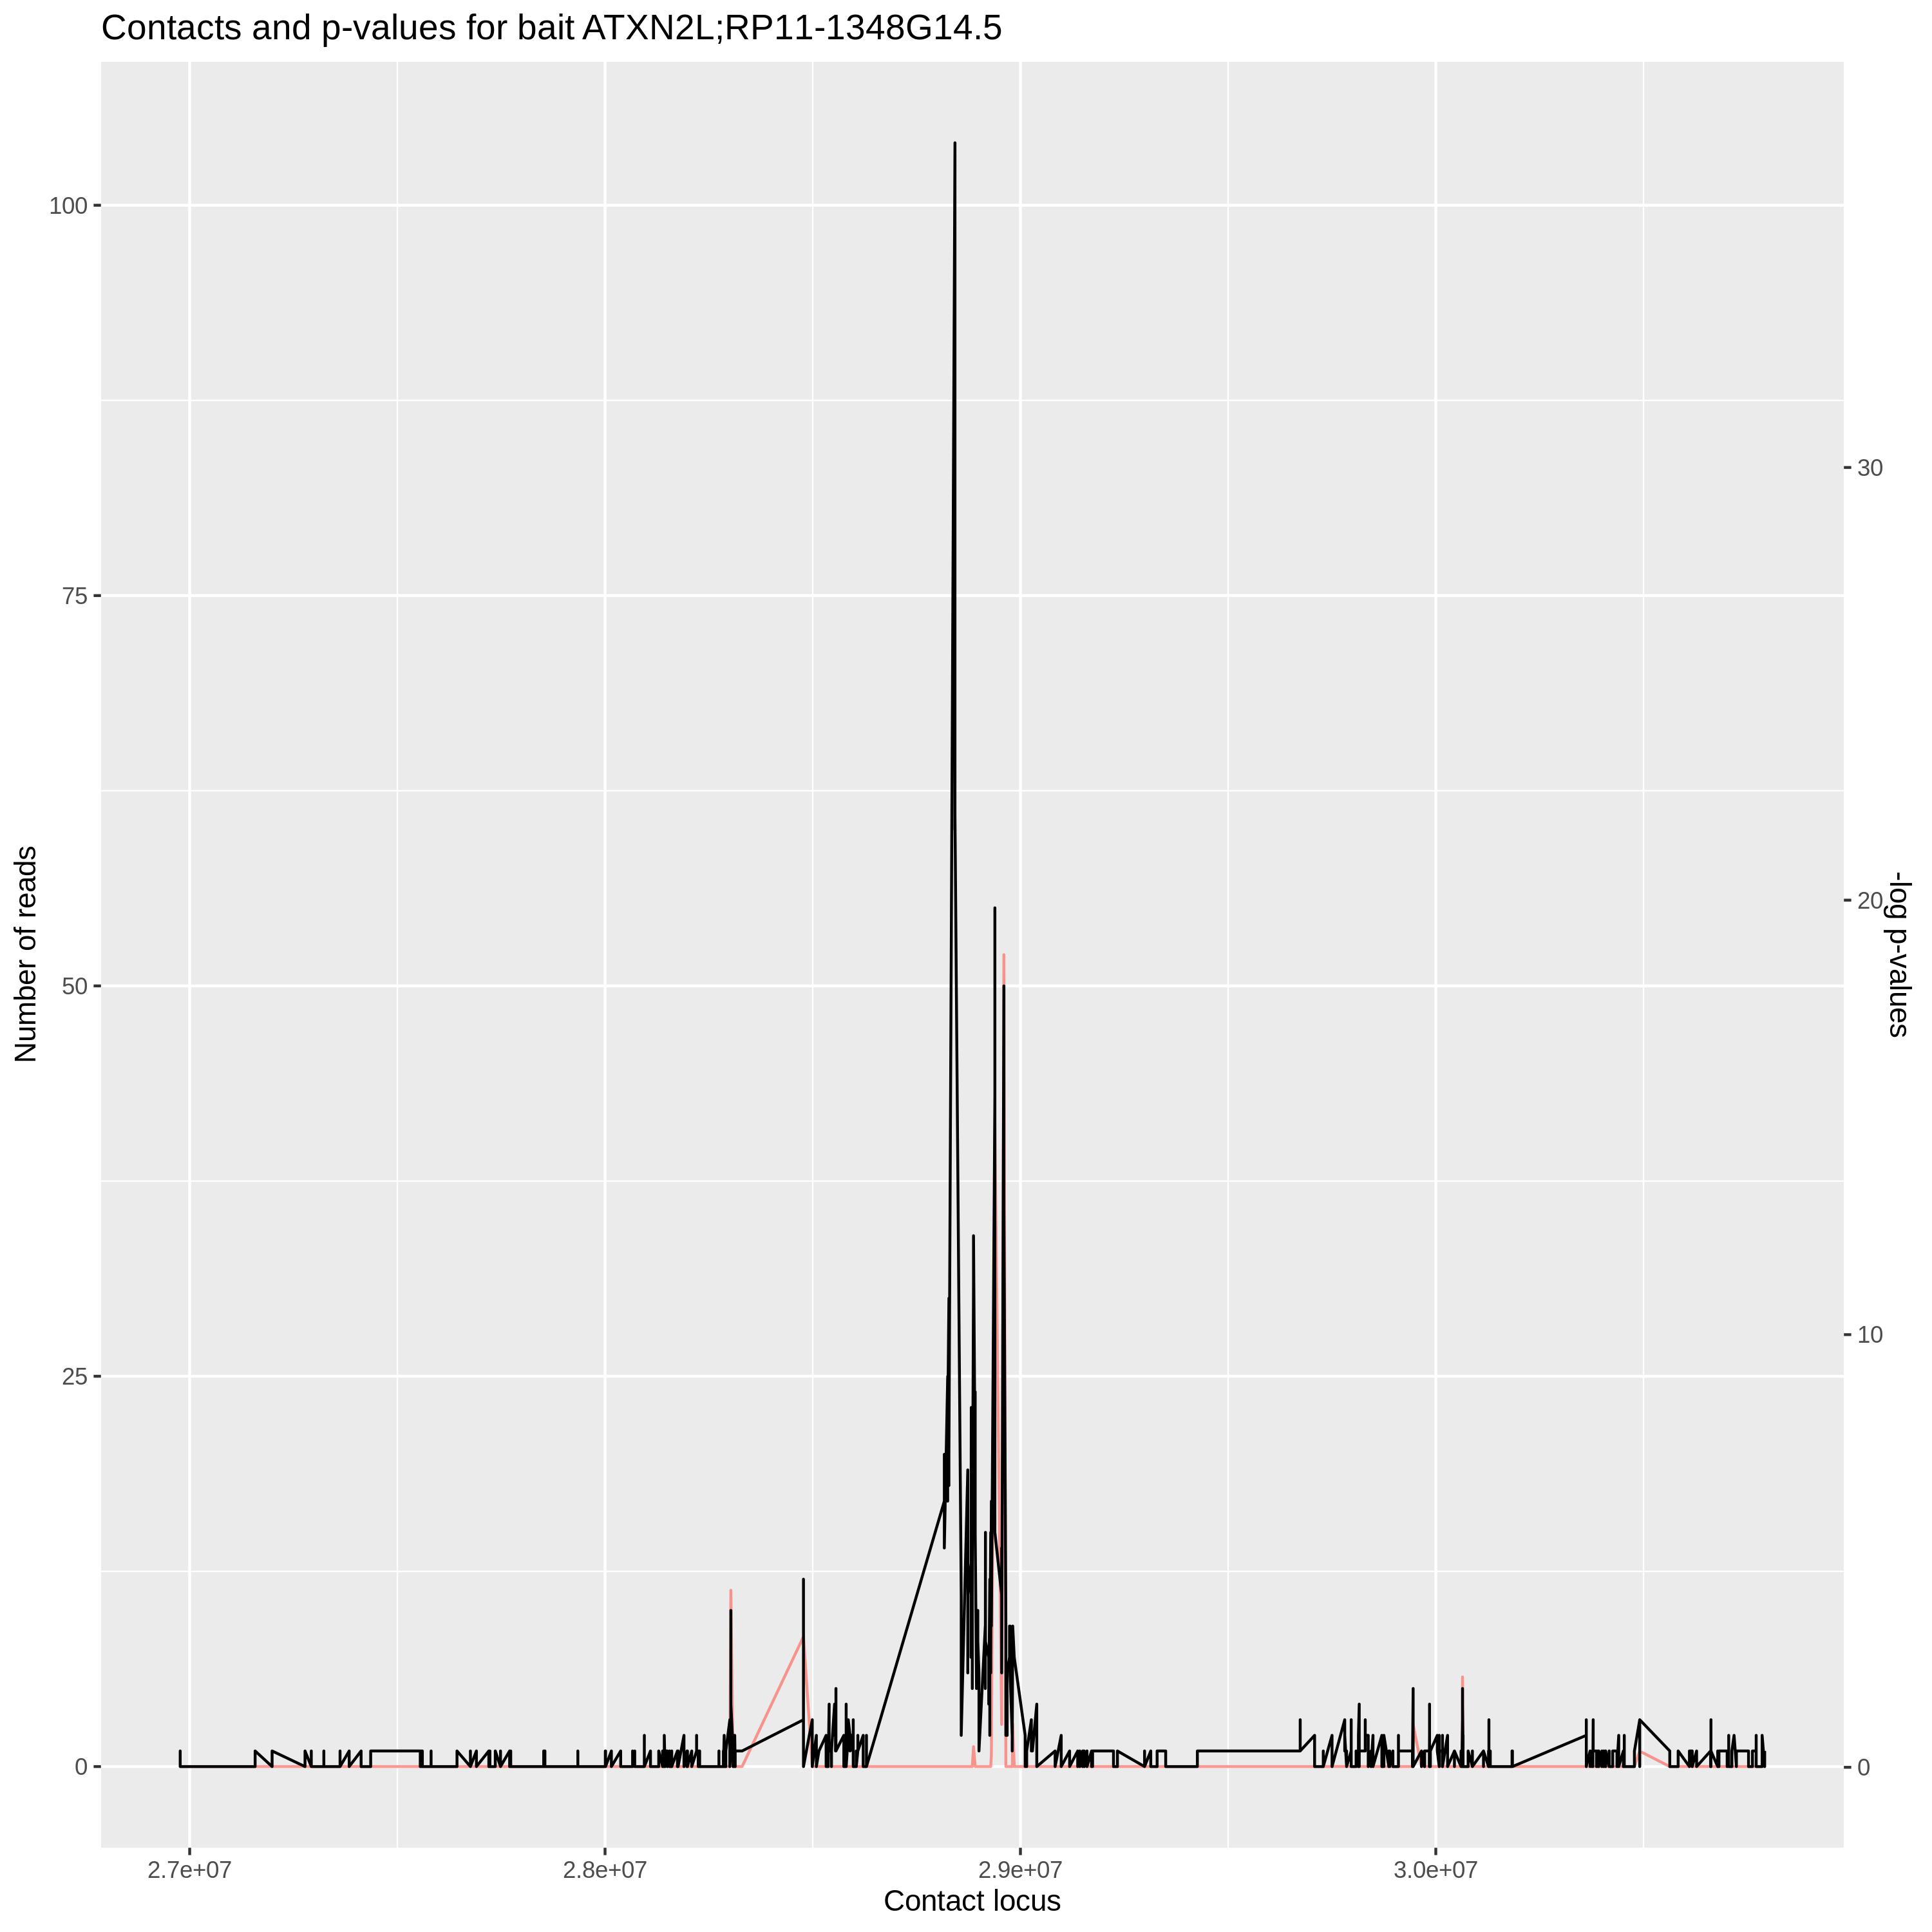 Contacts and p-values for bait ATXN2L;RP11-1348G14.5
Number of reads
100
75
50
25
0
30
20
10
0
-log p-values
2.7e+07
2.8e+07
2.9e+07
3.0e+07
Contact locus